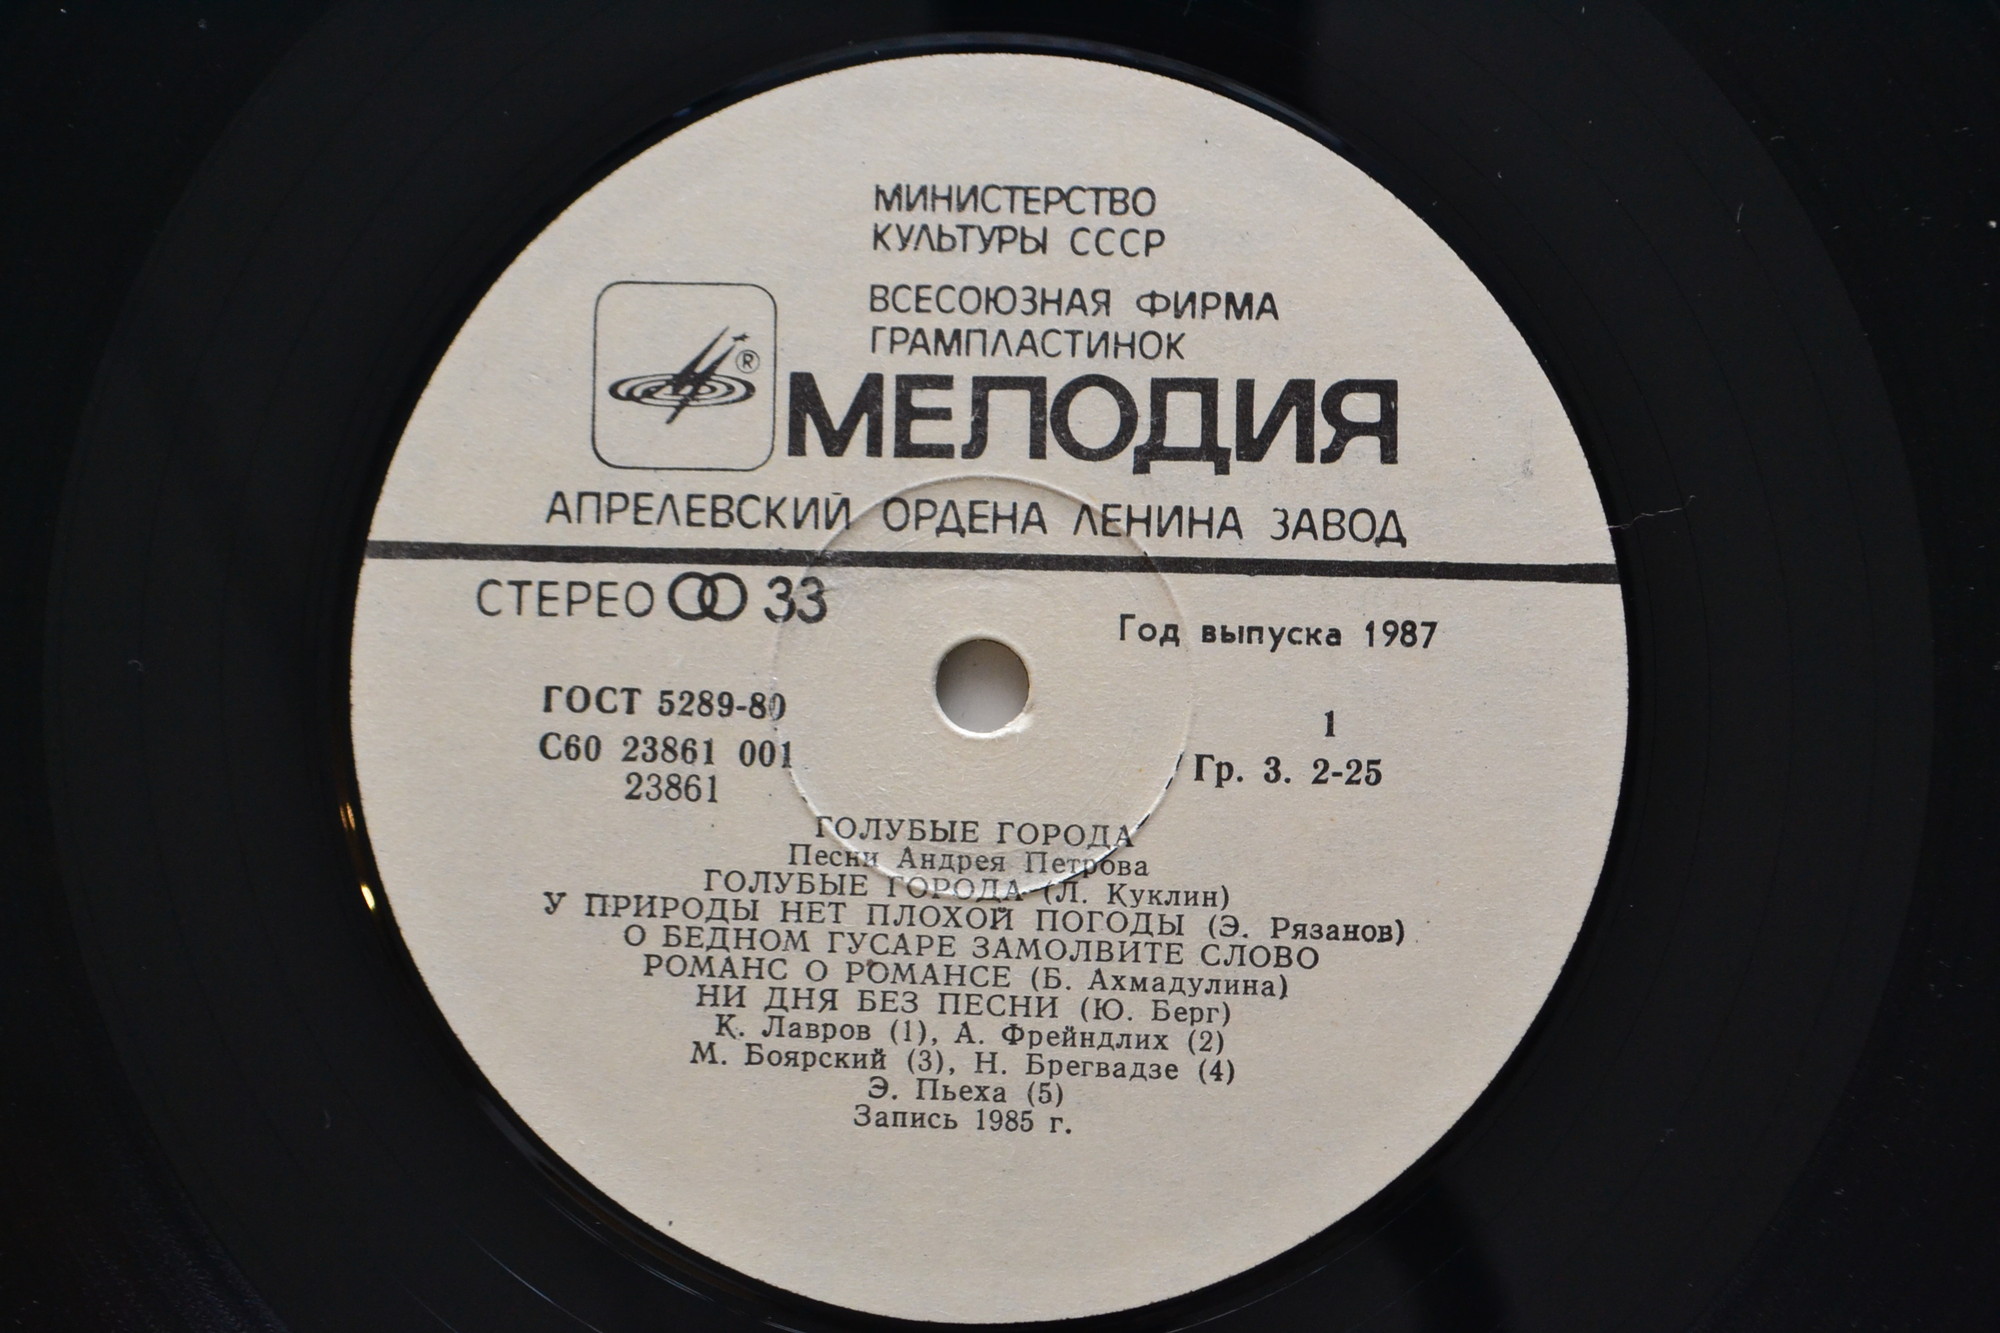 МИНИСТЕРСТВО
КУЛЬТУРЫ СССР
ВСЕСОЮЗНАЯ ФИРМА
ГРАМПЛАСТИНОК
®
МЕЛОДИЯ
АПРЕЛЕВСКИЙ ОРДЕНА ЛЕНИНА ЗАВОД
СТЕРЕО 33
Год выпуска 1987
ГОСТ 5289-80
С60 23861 001
23861
1
Гр. 3. 2-25
ГОЛУБЫЕ ГОРОДА
Песни Андрея Петрова
ГОЛУБЫЕ ГОРОДА (Л. Куклин)
У ПРИРОДЫ НЕТ ПЛОХОЙ ПОГОДЫ (Э. Рязанов)
О БЕДНОМ ГУСАРЕ ЗАМОЛВИТЕ СЛОВО
РОМАНС О РОМАНСЕ (Б. Ахмадулина)
НИ ДНЯ БЕЗ ПЕСНИ (Ю. Берг)
К. Лавров (1), А. Фрейндлих (2)
М. Боярский (3), Н. Брегвадзе (4)
Э. Пьеха (5)
Запись 1985 г.